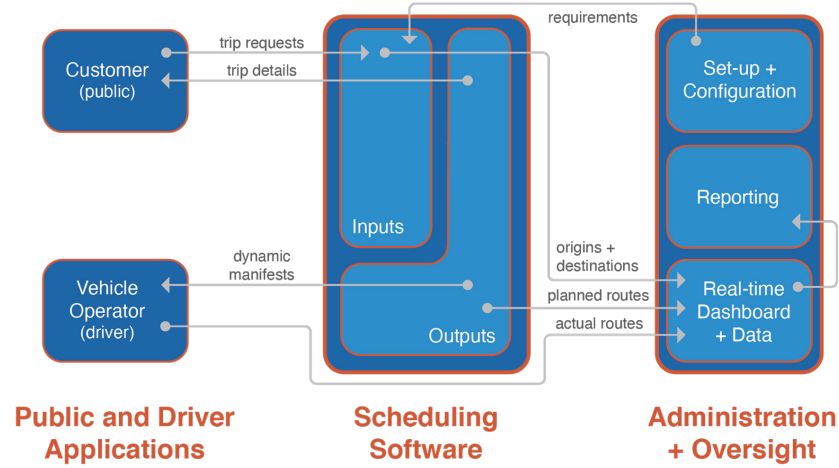 requirements
trip requests
trip details
Customer
(public)
Set-up +
Configuration
Inputs
Reporting
dynamic
manifests
origins +
destinations
Vehicle
Operator
(driver)
planned routes
Real-time
Dashboard
+ Data
Outputs
actual routes
Public and Driver
Applications
Scheduling
Software
Administration
+ Oversight